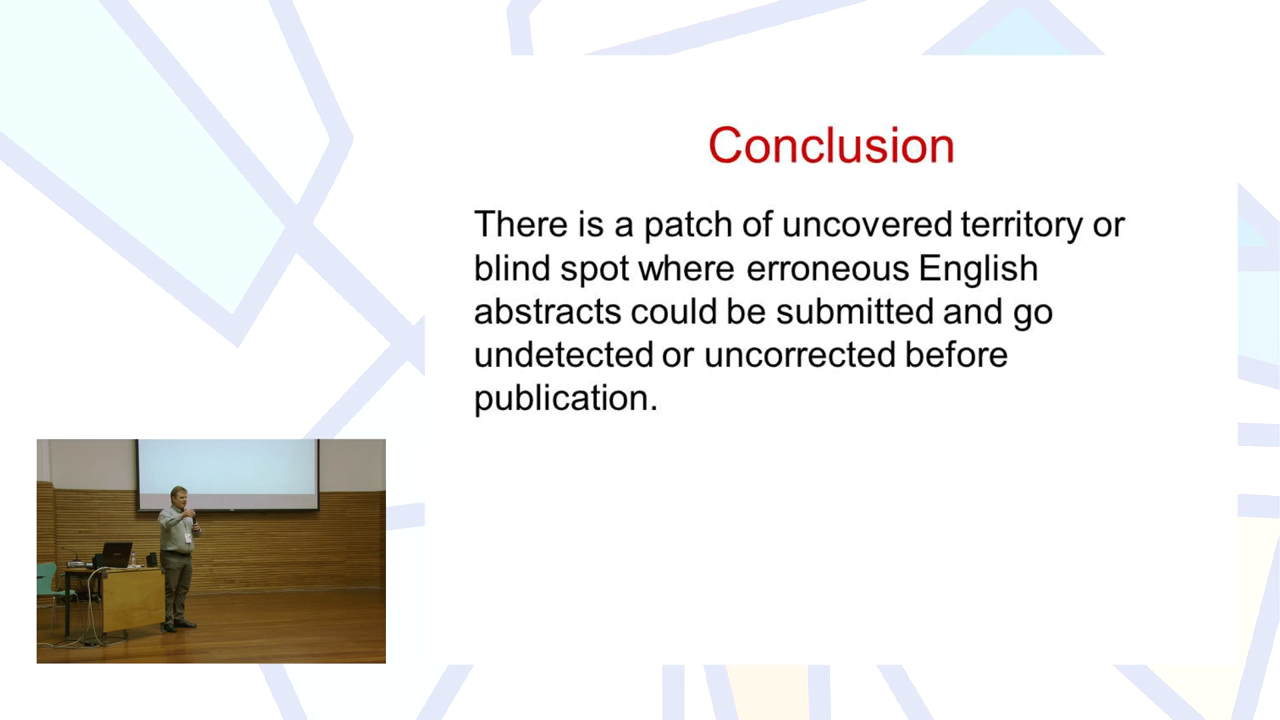 Conclusion
There is a patch of uncovered territory or
blind spot where erroneous English
abstracts could be submitted and go
undetected or uncorrected before
publication.